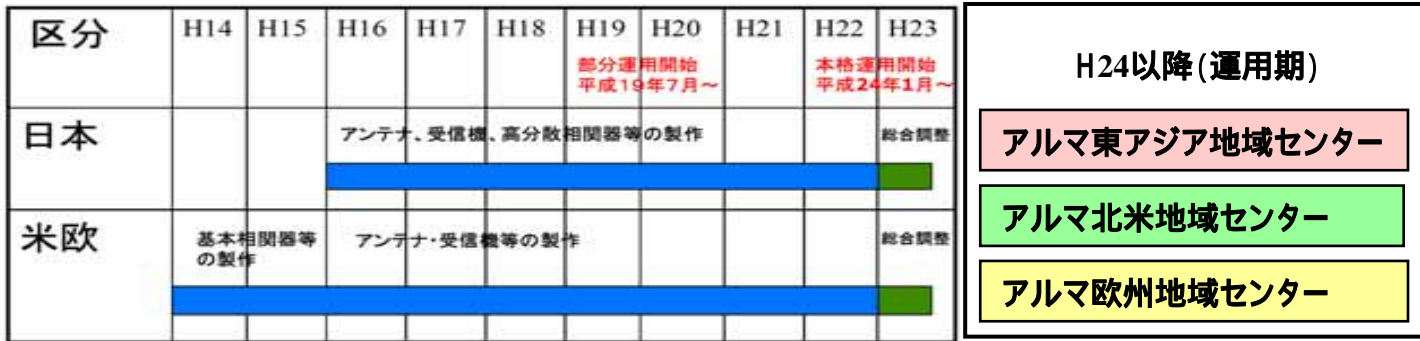 区分 H14 H15 H16 H17 H18 H19 H20 H21 H22 H23
部分運用開始 本格運用開始
平成19年7月～ 平成24年1月～
日本 アンテナ、受信機、高分散相関器等の製作 総合調整
米欧 基本相関器等 アンテナ・受信機等の製作 総合調整
の製作
H24以降(運用期)
アルマ東アジア地域センター
アルマ北米地域センター
アルマ欧州地域センター